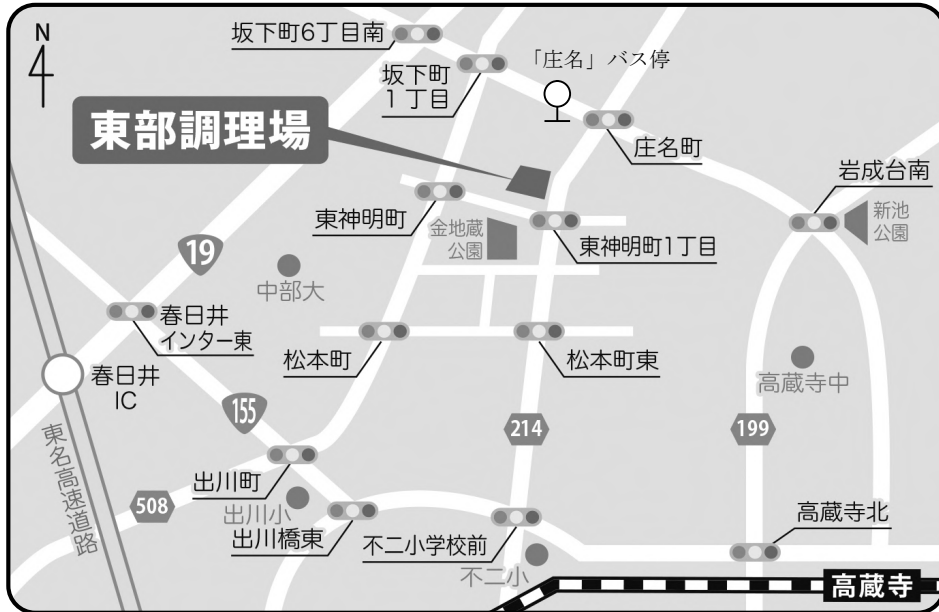 N
坂下町6丁目南
坂下町
1丁目
「庄名」バス停
東部調理場
庄名町
岩成台南
新池
公園
東神明町
金地蔵
公園
東神明町1丁目
19
中部大
春日井
インター東
松本町
松本町東
春日井
IC
高蔵寺中
155
214
199
東名高速道路
出川町
508
出川小
出川橋東
不二小学校前
高蔵寺北
不二小
高蔵寺